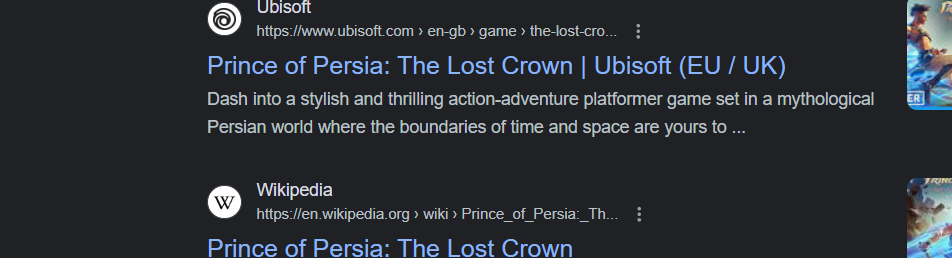 Ubisoft
https://www.ubisoft.com › en-gb › game › the-lost-cro...
Prince of Persia: The Lost Crown | Ubisoft (EU / UK)
Dash into a stylish and thrilling action-adventure platformer game set in a mythological
Persian world where the boundaries of time and space are yours to ...
Wikipedia
https://en.wikipedia.org › wiki › Prince_of_Persia:_Th...
Prince of Persia: The Lost Crown